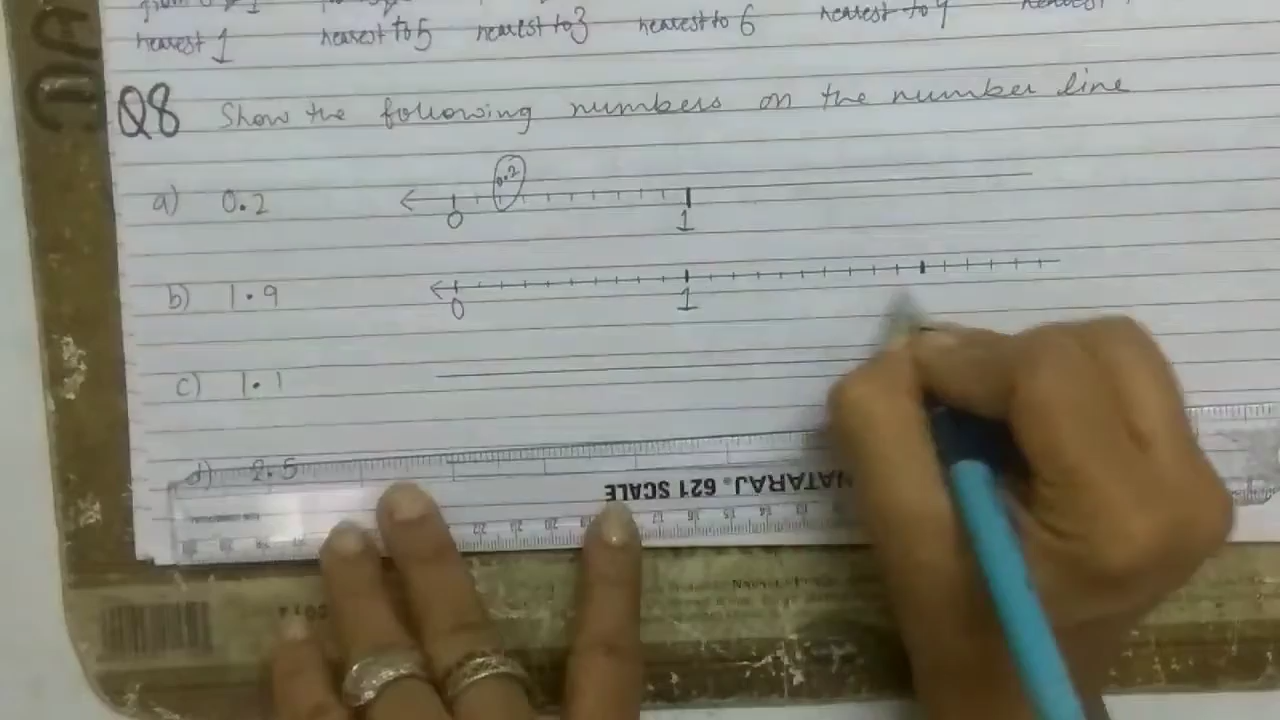 nearest 1 nearest to 5 nearest to 3 nearest to 6 nearest to 4
Q8 Show the following numbers on the number line
a) 0.2
0.2
0 1
b) 1.9
0 1
c) 1.1
d) 2.5
NATARAJ. 621 SCALE